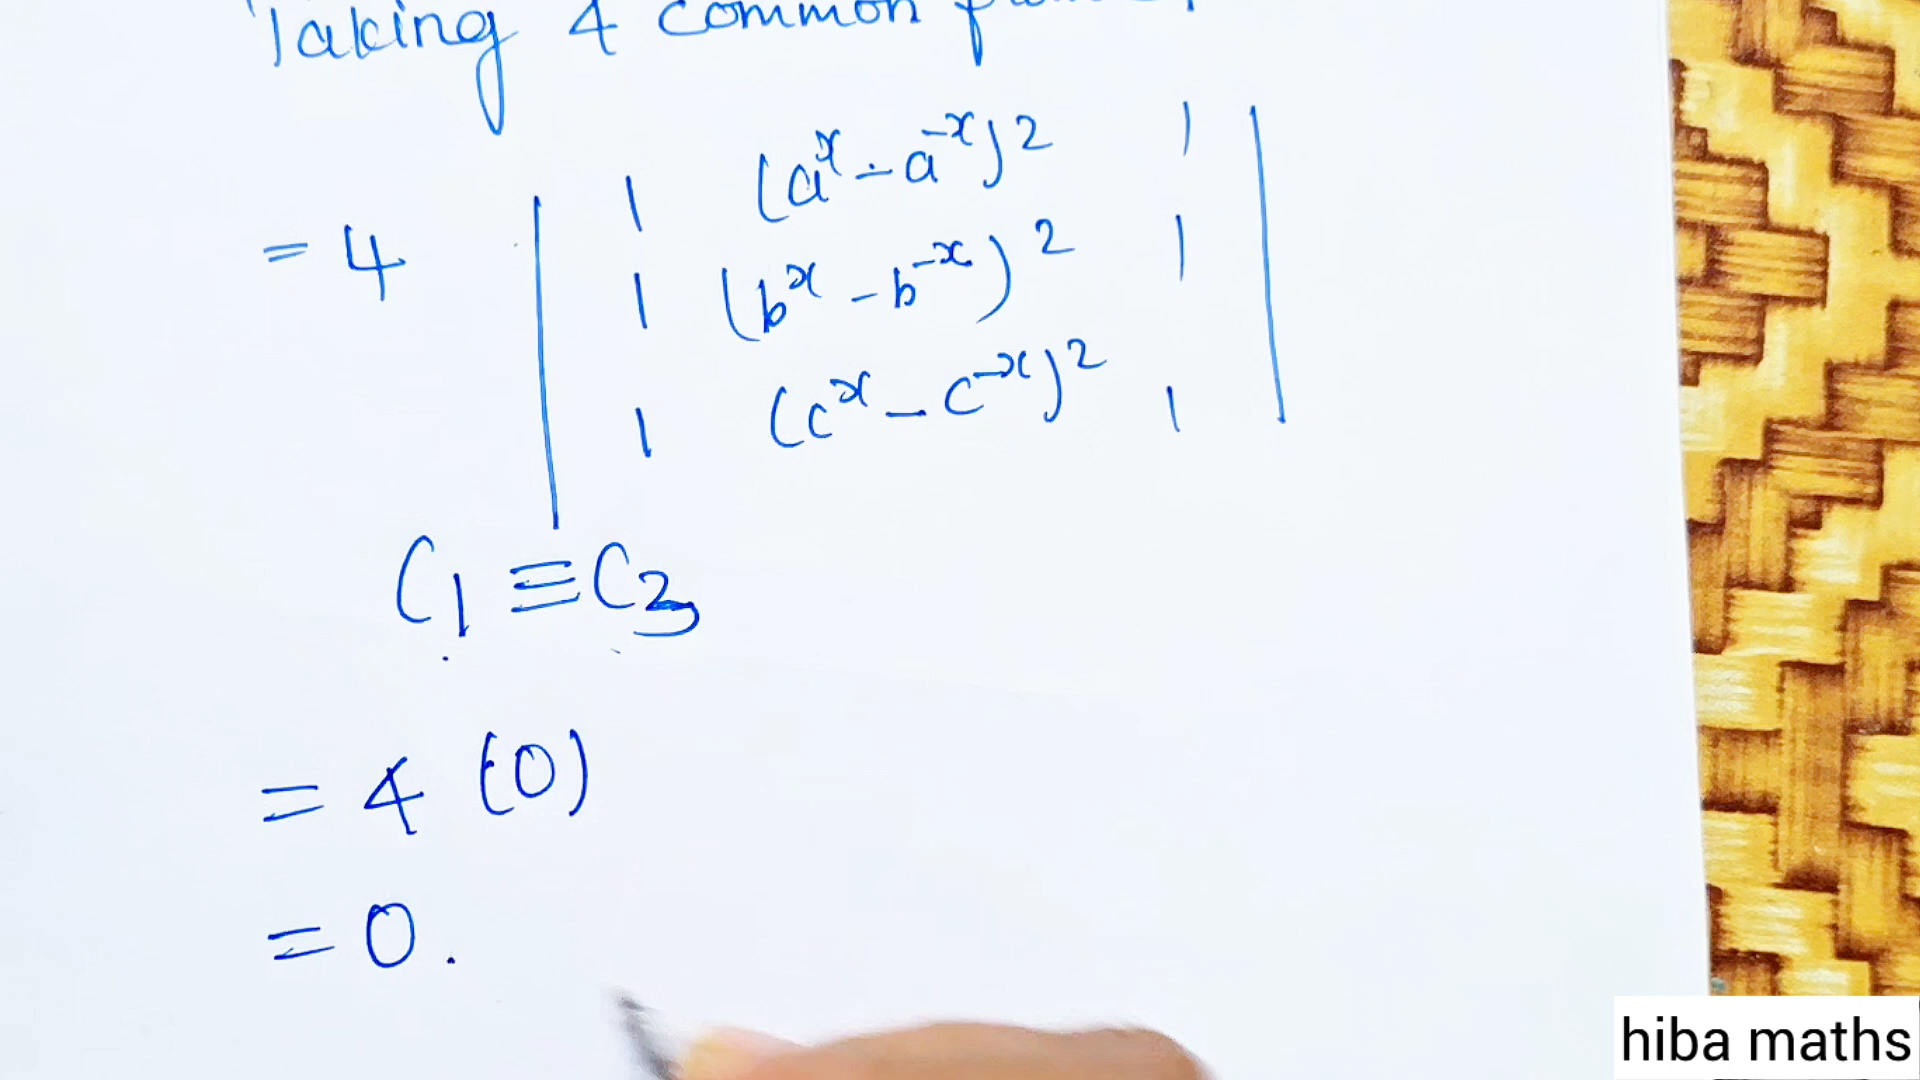 Taking 4 common
= 4 | 1 (a^x - a^-x)^2 1 |
| 1 (b^x - b^-x)^2 1 |
| 1 (c^x - c^-x)^2 1 |
C1 ≡ C3
= 4 (0)
= 0.
hiba maths